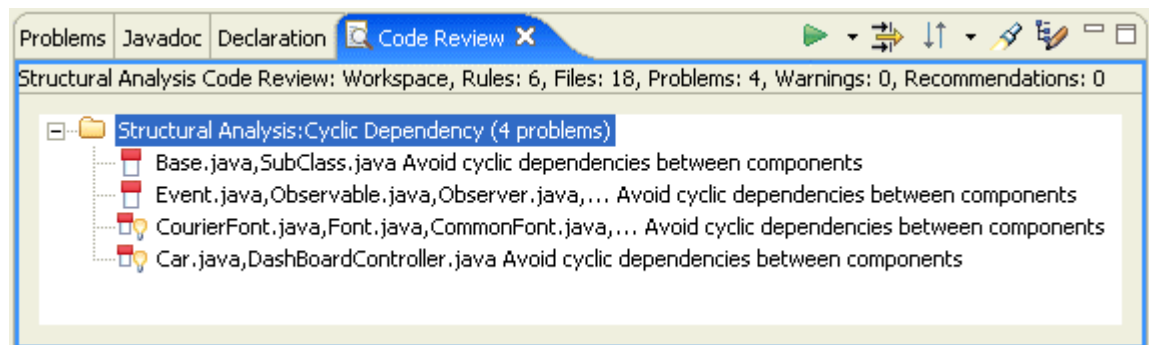 Problems Javadoc Declaration Code Review
Structural Analysis Code Review: Workspace, Rules: 6, Files: 18, Problems: 4, Warnings: 0, Recommendations: 0
Structural Analysis:Cyclic Dependency (4 problems)
Base.java,SubClass.java Avoid cyclic dependencies between components
Event.java,Observable.java,Observer.java,... Avoid cyclic dependencies between components
CourierFont.java,Font.java,CommonFont.java,... Avoid cyclic dependencies between components
Car.java,DashBoardController.java Avoid cyclic dependencies between components